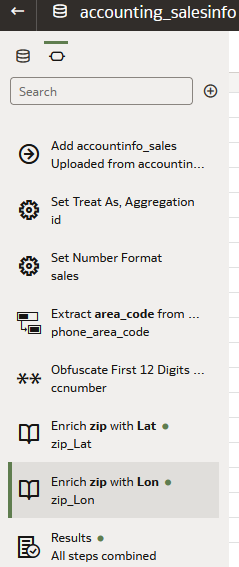 accounting_salesinfo
Search
Add accountinfo_sales
Uploaded from accountin...
Set Treat As, Aggregation
id
Set Number Format
sales
Extract area_code from ...
phone_area_code
Obfuscate First 12 Digits ...
ccnumber
Enrich zip with Lat
zip_Lat
Enrich zip with Lon
zip_Lon
Results
All steps combined